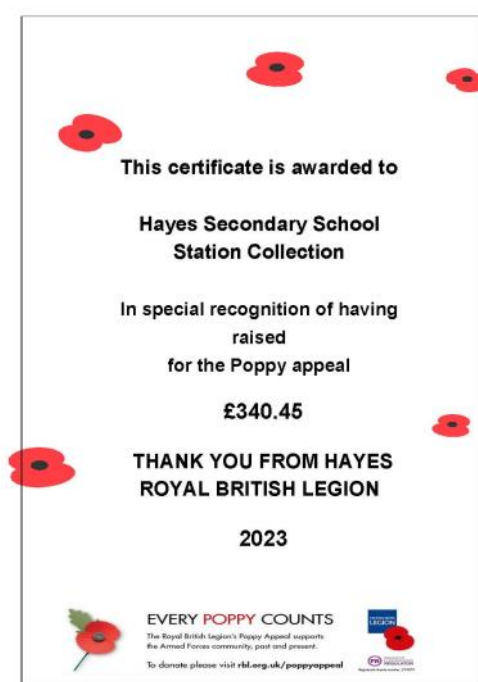 This certificate is awarded to
Hayes Secondary School
Station Collection
In special recognition of having
raised
for the Poppy appeal
£340.45
THANK YOU FROM HAYES
ROYAL BRITISH LEGION
2023
EVERY POPPY COUNTS
The Royal British Legion's Poppy Appeal supports
the Armed Forces community, past and present.
To donate please visit rbl.org.uk/poppyappeal
LEGION